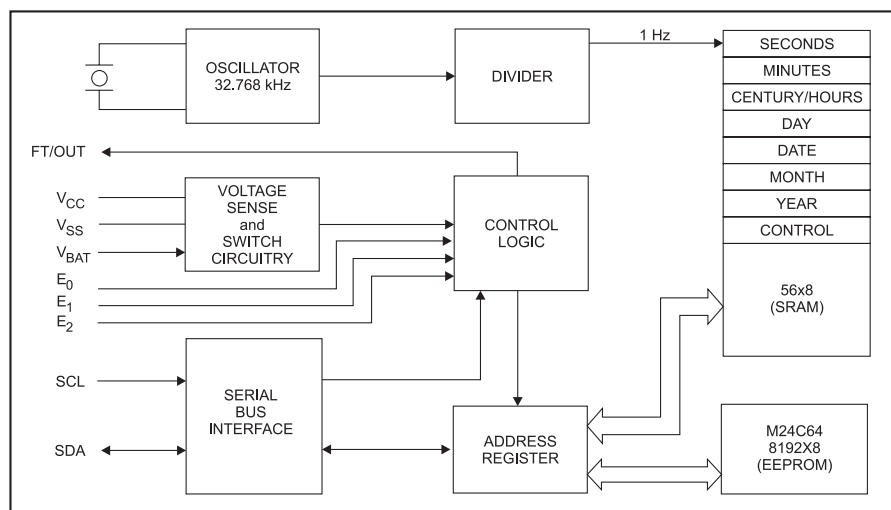 OSCILLATOR
32.768 kHz
DIVIDER
1 Hz
SECONDS
MINUTES
CENTURY/HOURS
DAY
DATE
MONTH
YEAR
CONTROL
56x8
(SRAM)
FT/OUT
VCC
VSS
VBAT
E0
E1
E2
VOLTAGE
SENSE
and
SWITCH
CIRCUITRY
CONTROL
LOGIC
SCL
SDA
SERIAL
BUS
INTERFACE
ADDRESS
REGISTER
M24C64
8192X8
(EEPROM)